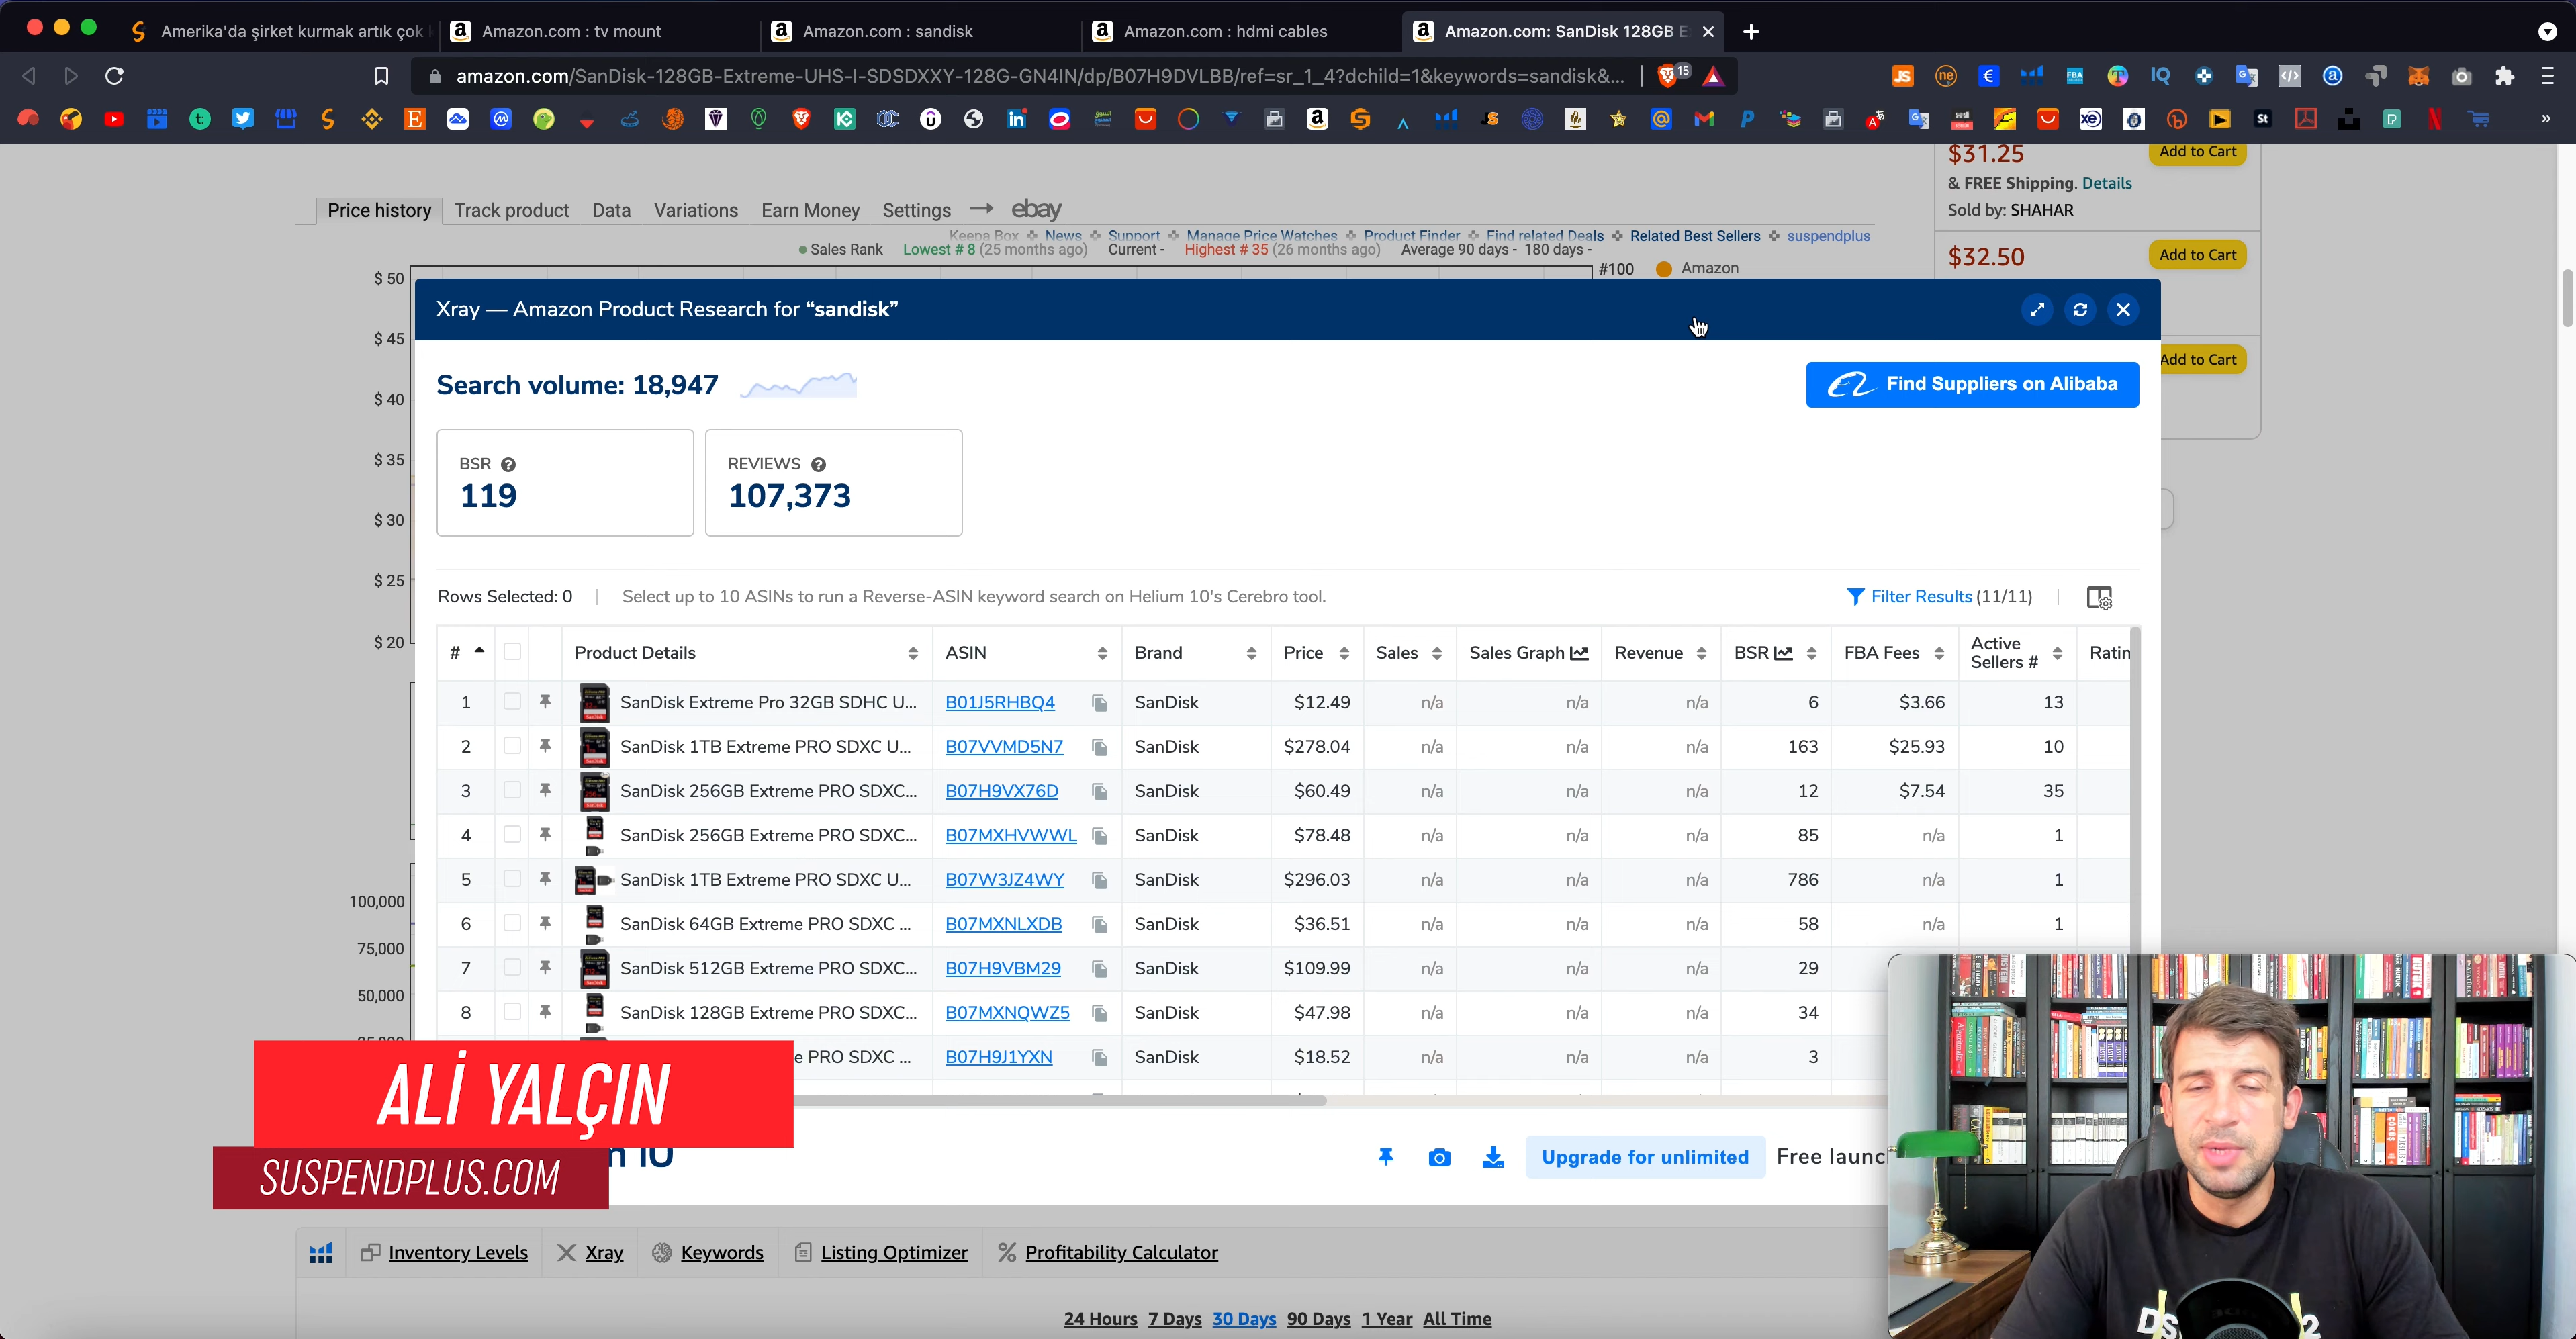 Amerika'da şirket kurmak artık çok
Amazon.com : tv mount
Amazon.com : sandisk
Amazon.com : hdmi cables
Amazon.com: SanDisk 128GB E
amazon.com/SanDisk-128GB-Extreme-UHS-I-SDSDXXY-128G-GN4IN/dp/B07H9DVLBB/ref=sr_1_4?dchild=1&keywords=sandisk&...
15
$31.25
Add to Cart
& FREE Shipping. Details
Sold by: SHAHAR
$32.50
Add to Cart
Add to Cart
Price history Track product Data Variations Earn Money Settings → ebay
Keepa Box News Support Manage Price Watches Product Finder Find related Deals Related Best Sellers suspendplus
Sales Rank Lowest # 8 (25 months ago) Current - Highest # 35 (26 months ago) Average 90 days - 180 days -
#100 Amazon
$ 50
$ 45
$ 40
$ 35
$ 30
$ 25
$ 20
100,000
75,000
50,000
Xray — Amazon Product Research for “sandisk”
Search volume: 18,947
Find Suppliers on Alibaba
BSR
119
REVIEWS
107,373
Rows Selected: 0 | Select up to 10 ASINs to run a Reverse-ASIN keyword search on Helium 10's Cerebro tool.
Filter Results (11/11)
# Product Details ASIN Brand Price Sales Sales Graph Revenue BSR FBA Fees Active Sellers # Ratin
1 SanDisk Extreme Pro 32GB SDHC U... B01J5RHBQ4 SanDisk $12.49 n/a n/a n/a 6 $3.66 13
2 SanDisk 1TB Extreme PRO SDXC U... B07VVMD5N7 SanDisk $278.04 n/a n/a n/a 163 $25.93 10
3 SanDisk 256GB Extreme PRO SDXC... B07H9VX76D SanDisk $60.49 n/a n/a n/a 12 $7.54 35
4 SanDisk 256GB Extreme PRO SDXC... B07MXHVWWL SanDisk $78.48 n/a n/a n/a 85 n/a 1
5 SanDisk 1TB Extreme PRO SDXC U... B07W3JZ4WY SanDisk $296.03 n/a n/a n/a 786 n/a 1
6 SanDisk 64GB Extreme PRO SDXC ... B07MXNLXDB SanDisk $36.51 n/a n/a n/a 58 n/a 1
7 SanDisk 512GB Extreme PRO SDXC... B07H9VBM29 SanDisk $109.99 n/a n/a n/a 29
8 SanDisk 128GB Extreme PRO SDXC... B07MXNQWZ5 SanDisk $47.98 n/a n/a n/a 34
e PRO SDXC ... B07H9J1YXN SanDisk $18.52 n/a n/a n/a 3
ALİ YALÇIN
SUSPENDPLUS.COM
Upgrade for unlimited
Free launc
Inventory Levels Xray Keywords Listing Optimizer Profitability Calculator
24 Hours 7 Days 30 Days 90 Days 1 Year All Time